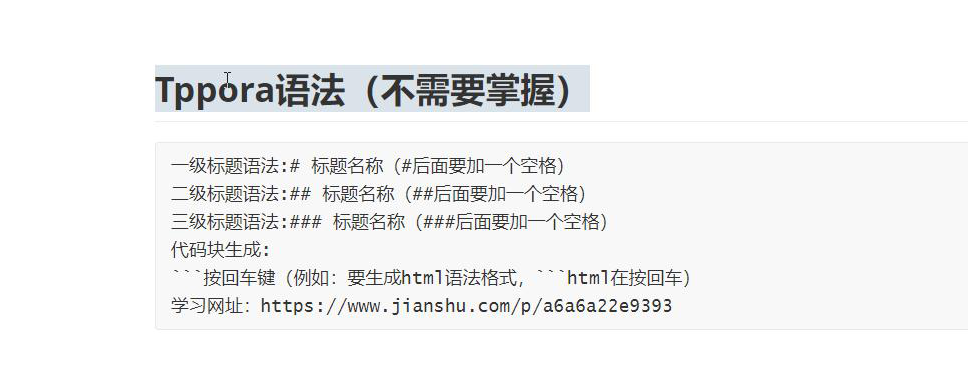 Tppora语法（不需要掌握）
一级标题语法:# 标题名称（#后面要加一个空格）
二级标题语法:## 标题名称（##后面要加一个空格）
三级标题语法:### 标题名称（###后面要加一个空格）
代码块生成:
```按回车键（例如：要生成html语法格式，```html在按回车）
学习网址：https://www.jianshu.com/p/a6a6a22e9393